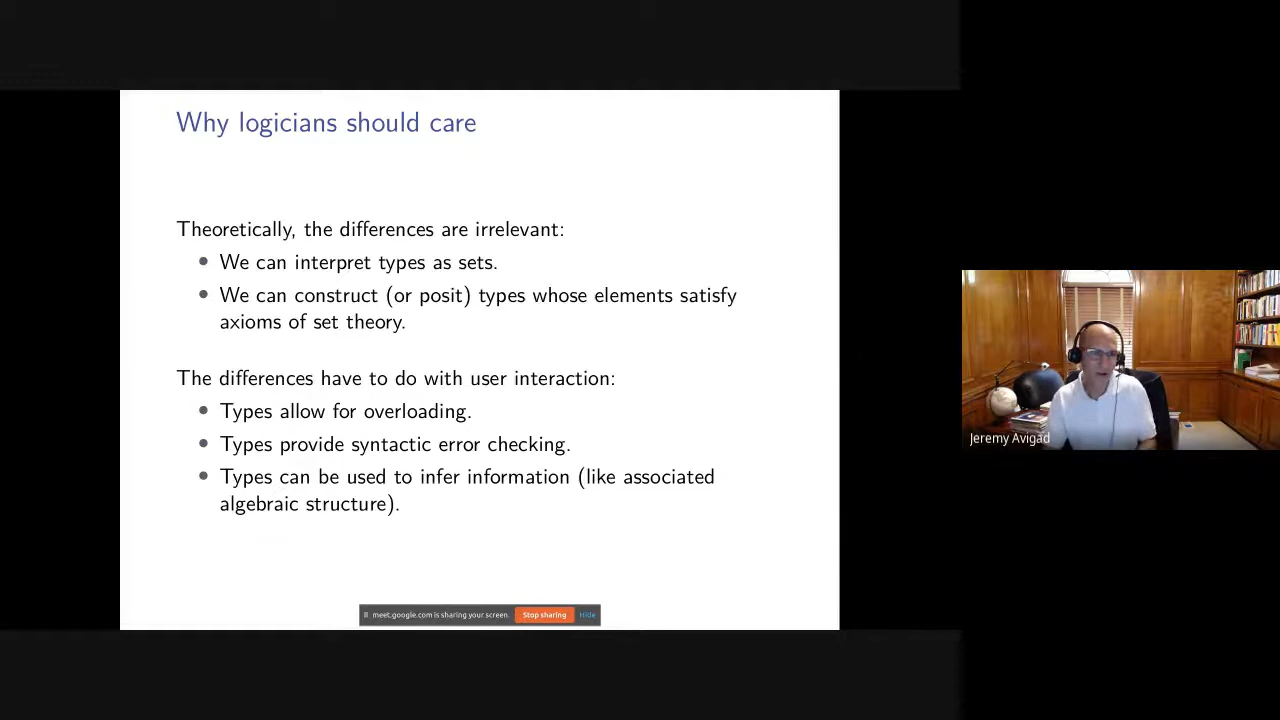 Why logicians should care
Theoretically, the differences are irrelevant:
• We can interpret types as sets.
• We can construct (or posit) types whose elements satisfy
axioms of set theory.
The differences have to do with user interaction:
• Types allow for overloading.
• Types provide syntactic error checking.
• Types can be used to infer information (like associated
algebraic structure).
Jeremy Avigad
meet.google.com is sharing your screen. Stop sharing Hide